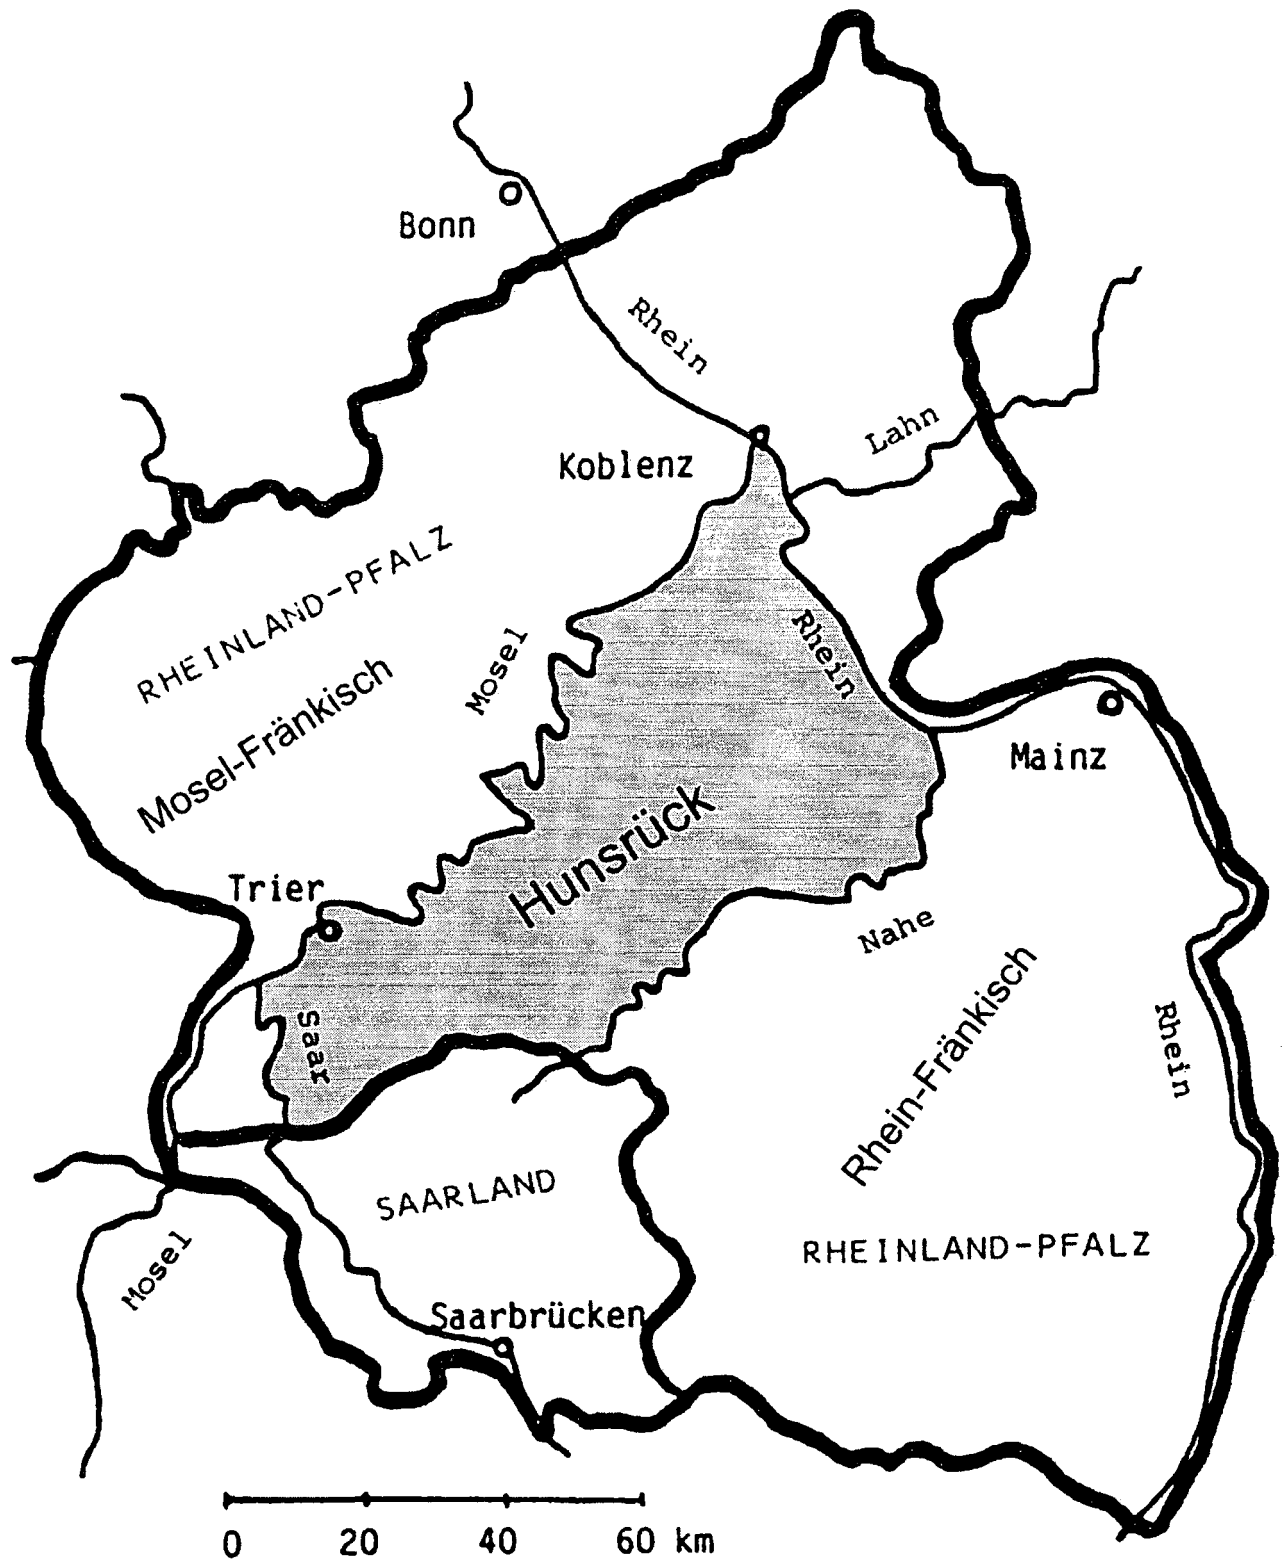 Bonn
Rhein
Lahn
Koblenz
RHEINLAND-PFALZ
Mosel-Fränkisch
Mosel
Rhein
Mainz
Hunsrück
Trier
Nahe
Saar
Rhein-Fränkisch
Rhein
SAARLAND
RHEINLAND-PFALZ
Mosel
Saarbrücken
0 20 40 60 km